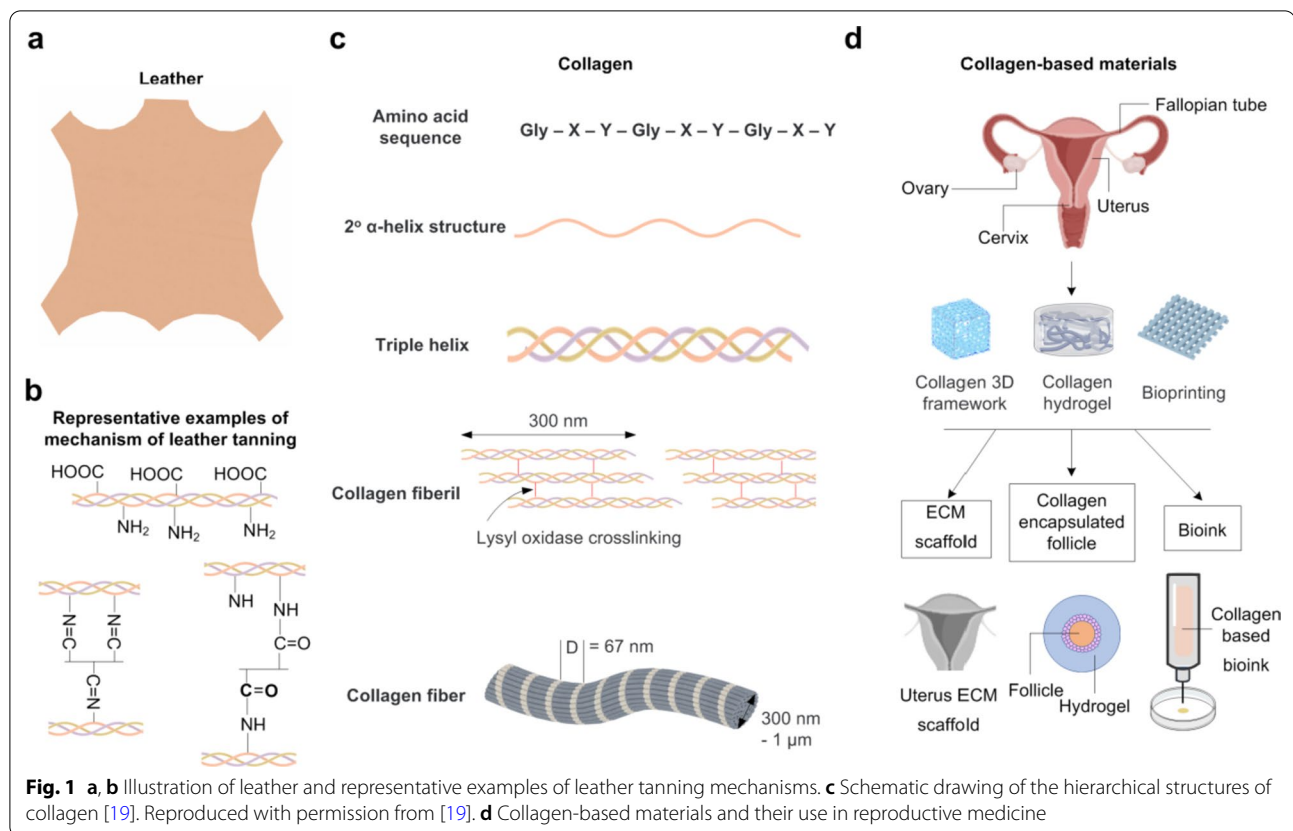 a
Leather
b
Representative examples of
mechanism of leather tanning
HOOC
HOOC
HOOC
NH₂
NH₂
NH₂
N=C
N=C
C=N
NH
NH
C=O
C=O
NH
c
Collagen
Amino acid
sequence
Gly – X – Y – Gly – X – Y – Gly – X – Y
2º α-helix structure
Triple helix
300 nm
Collagen fiberil
Lysyl oxidase crosslinking
D = 67 nm
Collagen fiber
300 nm
- 1 µm
d
Collagen-based materials
Fallopian tube
Ovary
Uterus
Cervix
Collagen 3D
framework
Collagen
hydrogel
Bioprinting
ECM
scaffold
Collagen
encapsulated
follicle
Bioink
Uterus ECM
scaffold
Follicle
Hydrogel
Collagen
based
bioink
Fig. 1 a, b Illustration of leather and representative examples of leather tanning mechanisms. c Schematic drawing of the hierarchical structures of
collagen [19]. Reproduced with permission from [19]. d Collagen-based materials and their use in reproductive medicine